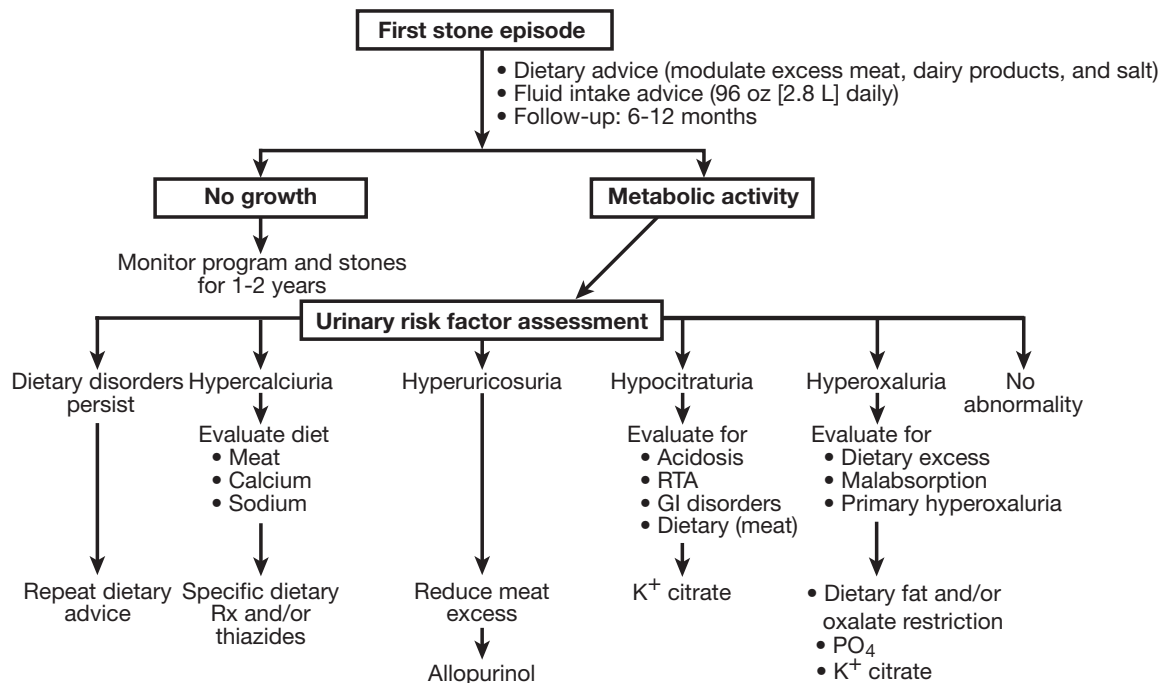 First stone episode
• Dietary advice (modulate excess meat, dairy products, and salt)
• Fluid intake advice (96 oz [2.8 L] daily)
• Follow-up: 6-12 months
No growth
Metabolic activity
Monitor program and stones
for 1-2 years
Urinary risk factor assessment
Dietary disorders
persist
Repeat dietary
advice
Hypercalciuria
Evaluate diet
• Meat
• Calcium
• Sodium
Specific dietary
Rx and/or
thiazides
Hyperuricosuria
Reduce meat
excess
Allopurinol
Hypocitraturia
Evaluate for
• Acidosis
• RTA
• GI disorders
• Dietary (meat)
K+ citrate
Hyperoxaluria
Evaluate for
• Dietary excess
• Malabsorption
• Primary hyperoxaluria
• Dietary fat and/or
oxalate restriction
• PO4
• K+ citrate
No
abnormality